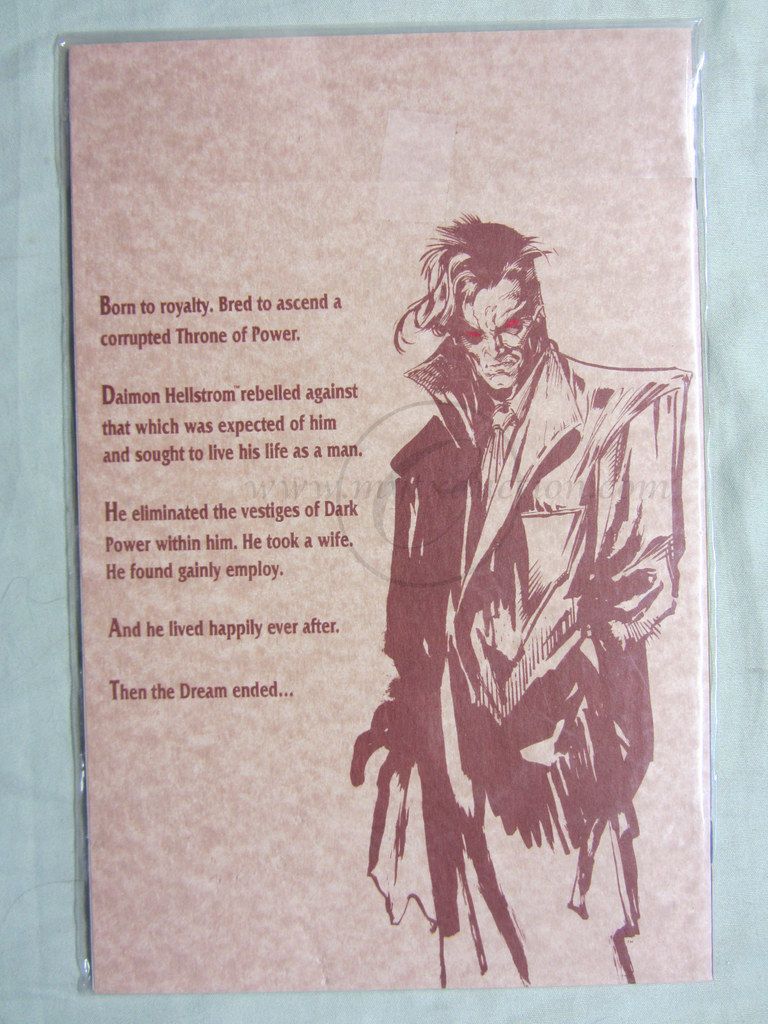 Born to royalty. Bred to ascend a
corrupted Throne of Power.
Daimon Hellstrom™ rebelled against
that which was expected of him
and sought to live his life as a man.
He eliminated the vestiges of Dark
Power within him. He took a wife.
He found gainly employ.
And he lived happily ever after.
Then the Dream ended...